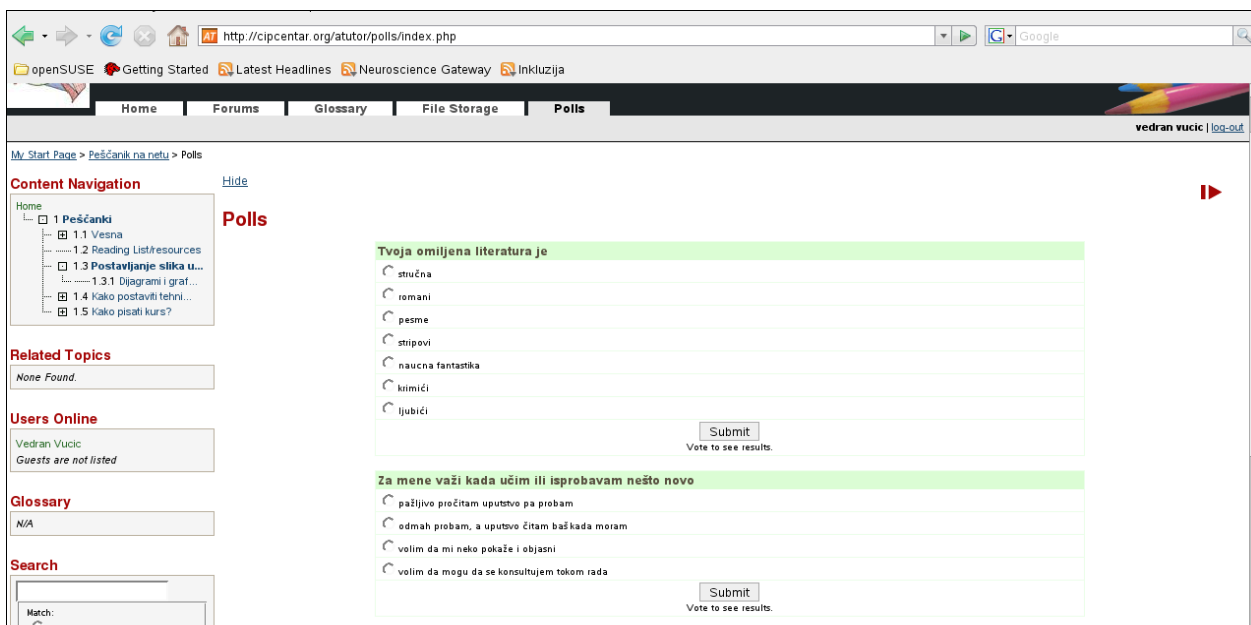 http://cipcentar.org/atutor/polls/index.php
Google
openSUSE Getting Started Latest Headlines Neuroscience Gateway Inkluzija
Home Forums Glossary File Storage Polls
vedran vucic | log-out
My Start Page > Peščanik na netu > Polls
Content Navigation
Home
1 Peščanki
1.1 Vesna
1.2 Reading List/resources
1.3 Postavljanje slika u...
1.3.1 Dijagrami i graf...
1.4 Kako postaviti tehni...
1.5 Kako pisati kurs?
Related Topics
None Found.
Users Online
Vedran Vucic
Guests are not listed
Glossary
N/A
Search
Match:
Hide
Polls
Tvoja omiljena literatura je
stručna
romani
pesme
stripovi
naucna fantastika
krimići
ljubići
Submit
Vote to see results.
Za mene važi kada učim ili isprobavam nešto novo
pažljivo pročitam uputstvo pa probam
odmah probam, a uputsvo čitam baš kada moram
volim da mi neko pokaže i objasni
volim da mogu da se konsultujem tokom rada
Submit
Vote to see results.